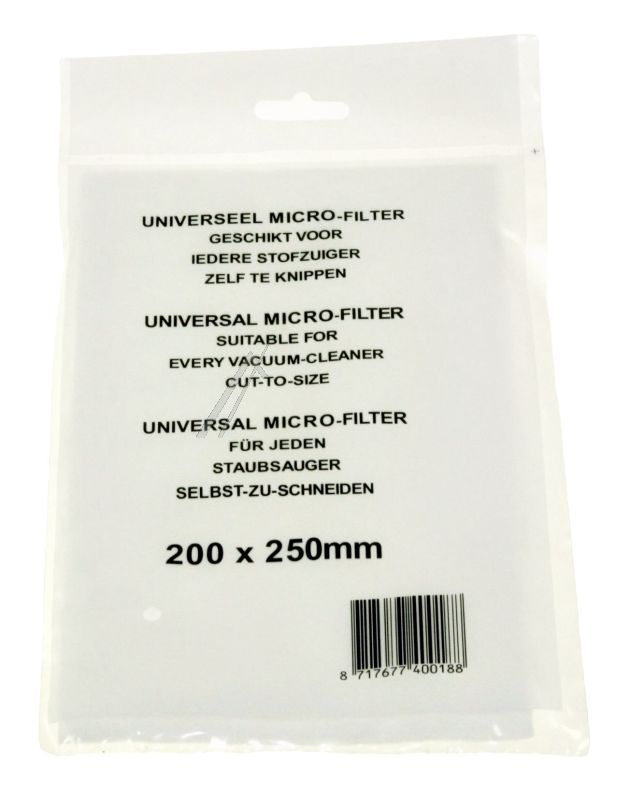 UNIVERSEEL MICRO-FILTER
GESCHIKT VOOR
IEDERE STOFZUIGER
ZELF TE KNIPPEN
UNIVERSAL MICRO-FILTER
SUITABLE FOR
EVERY VACUUM-CLEANER
CUT-TO-SIZE
UNIVERSAL MICRO-FILTER
FÜR JEDEN
STAUBSAUGER
SELBST-ZU-SCHNEIDEN
200 x 250mm
8 717677 400188